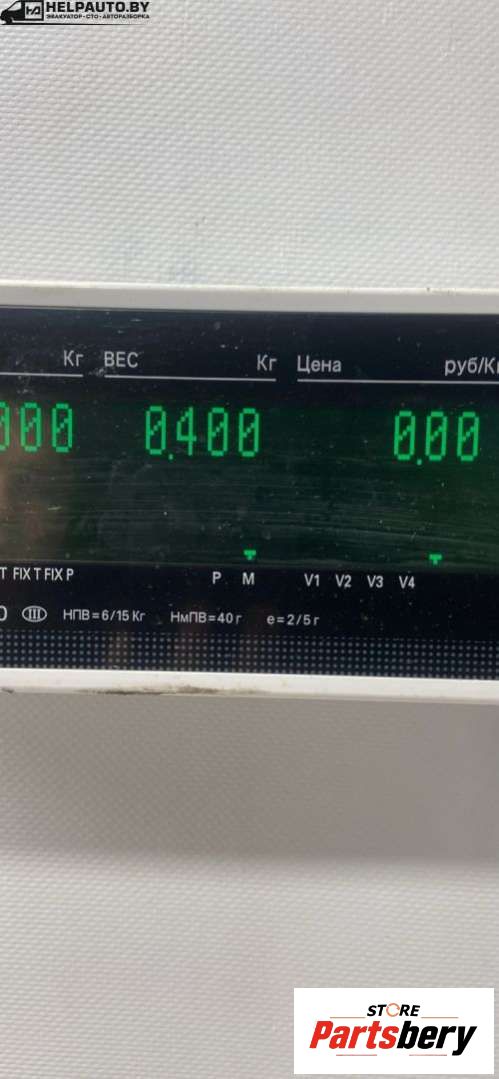 HELPAUTO.BY
ЭВАКУАТОР·СТО·АВТОРАЗБОРКА
Кг ВЕС Кг Цена руб/Кг
000 0.400 0.00
T FIX T FIX P P M V1 V2 V3 V4
III НПВ=6/15 Кг НмПВ=40 г e=2/5 г
STORE
Partsbery